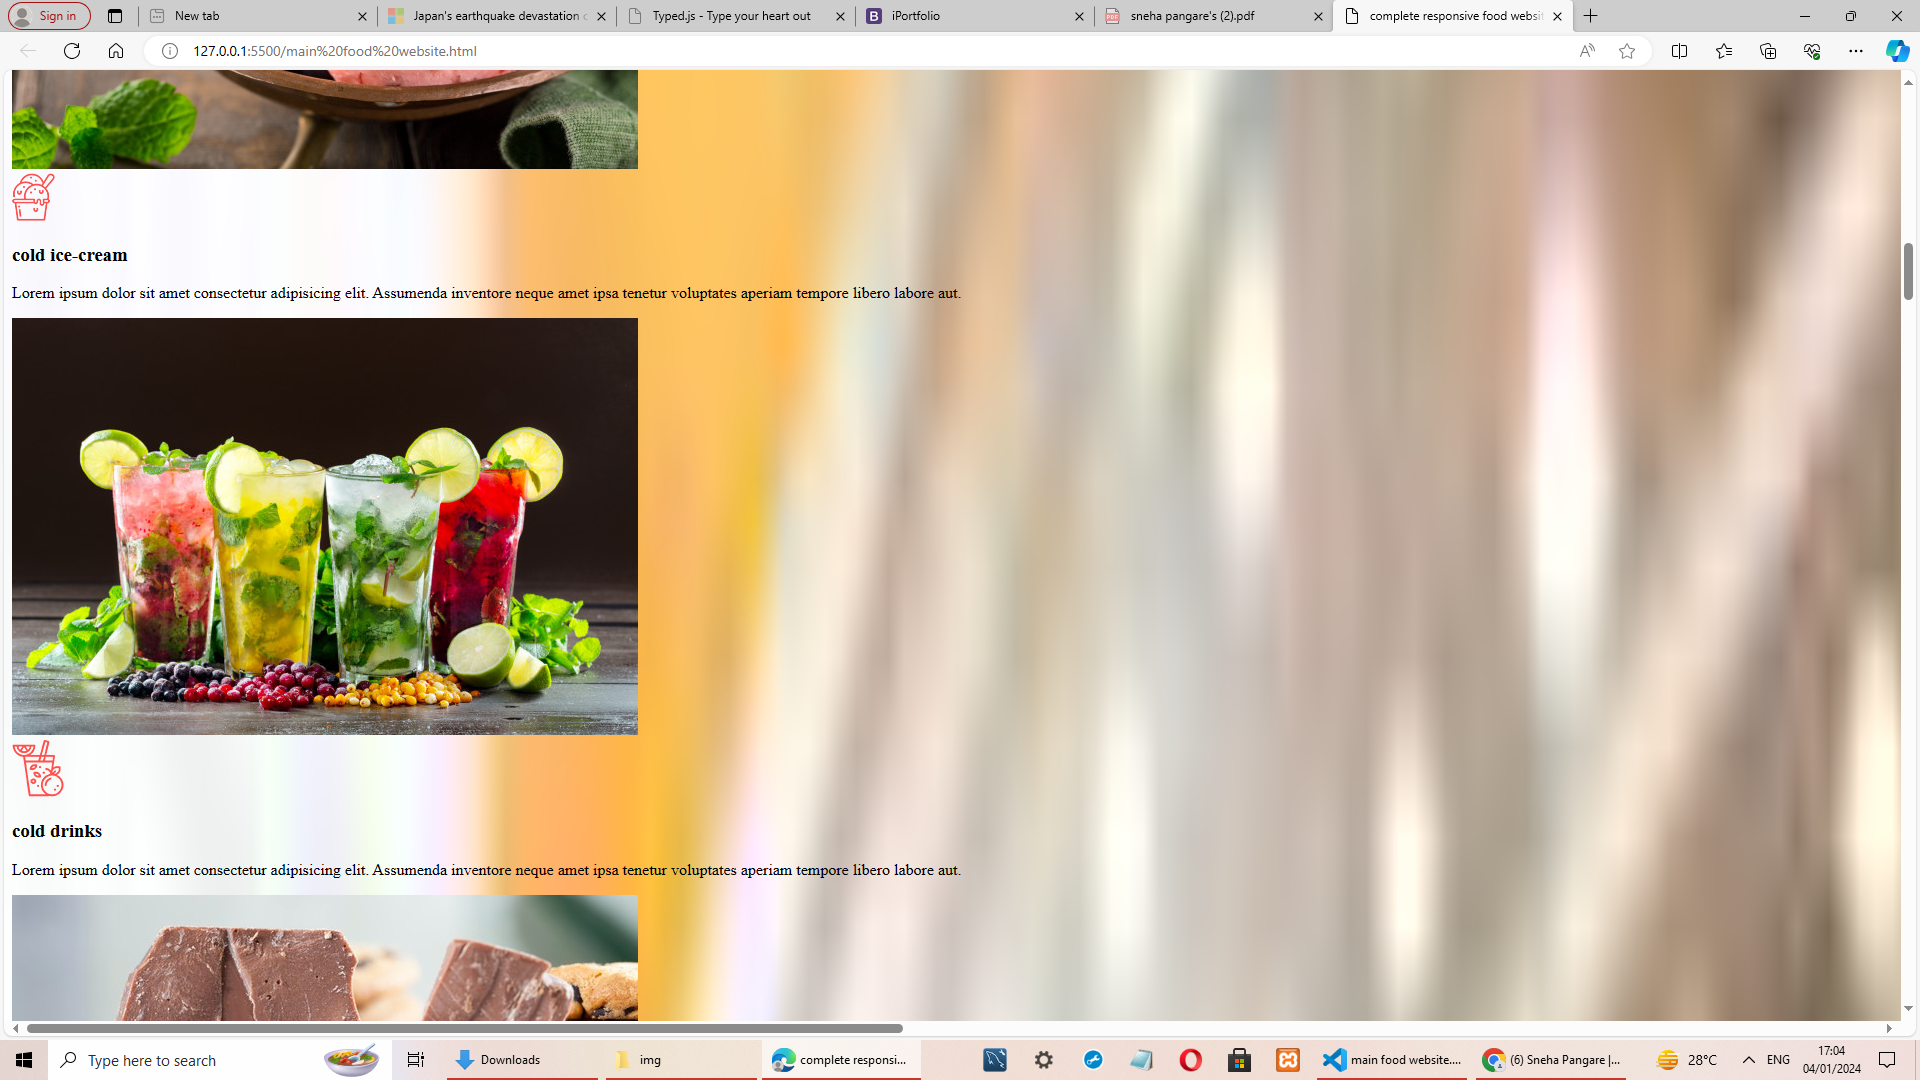 Sign in
New tab
Japan's earthquake devastation c
Typed.js - Type your heart out
iPortfolio
sneha pangare's (2).pdf
complete responsive food websit
127.0.0.1:5500/main%20food%20website.html
cold ice-cream
Lorem ipsum dolor sit amet consectetur adipisicing elit. Assumenda inventore neque amet ipsa tenetur voluptates aperiam tempore libero labore aut.
cold drinks
Lorem ipsum dolor sit amet consectetur adipisicing elit. Assumenda inventore neque amet ipsa tenetur voluptates aperiam tempore libero labore aut.
Type here to search
Downloads
img
complete responsi...
main food website....
(6) Sneha Pangare |...
28°C
ENG
17:04
04/01/2024